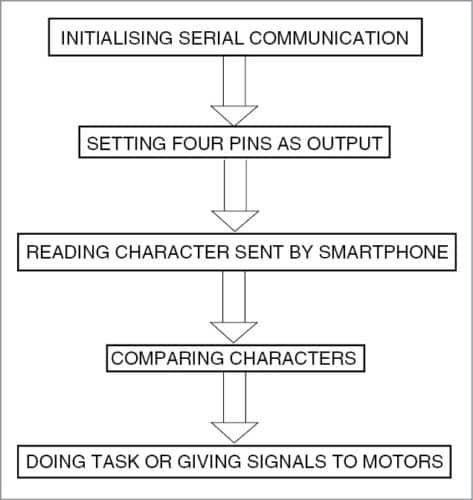 INITIALISING SERIAL COMMUNICATION
SETTING FOUR PINS AS OUTPUT
READING CHARACTER SENT BY SMARTPHONE
COMPARING CHARACTERS
DOING TASK OR GIVING SIGNALS TO MOTORS